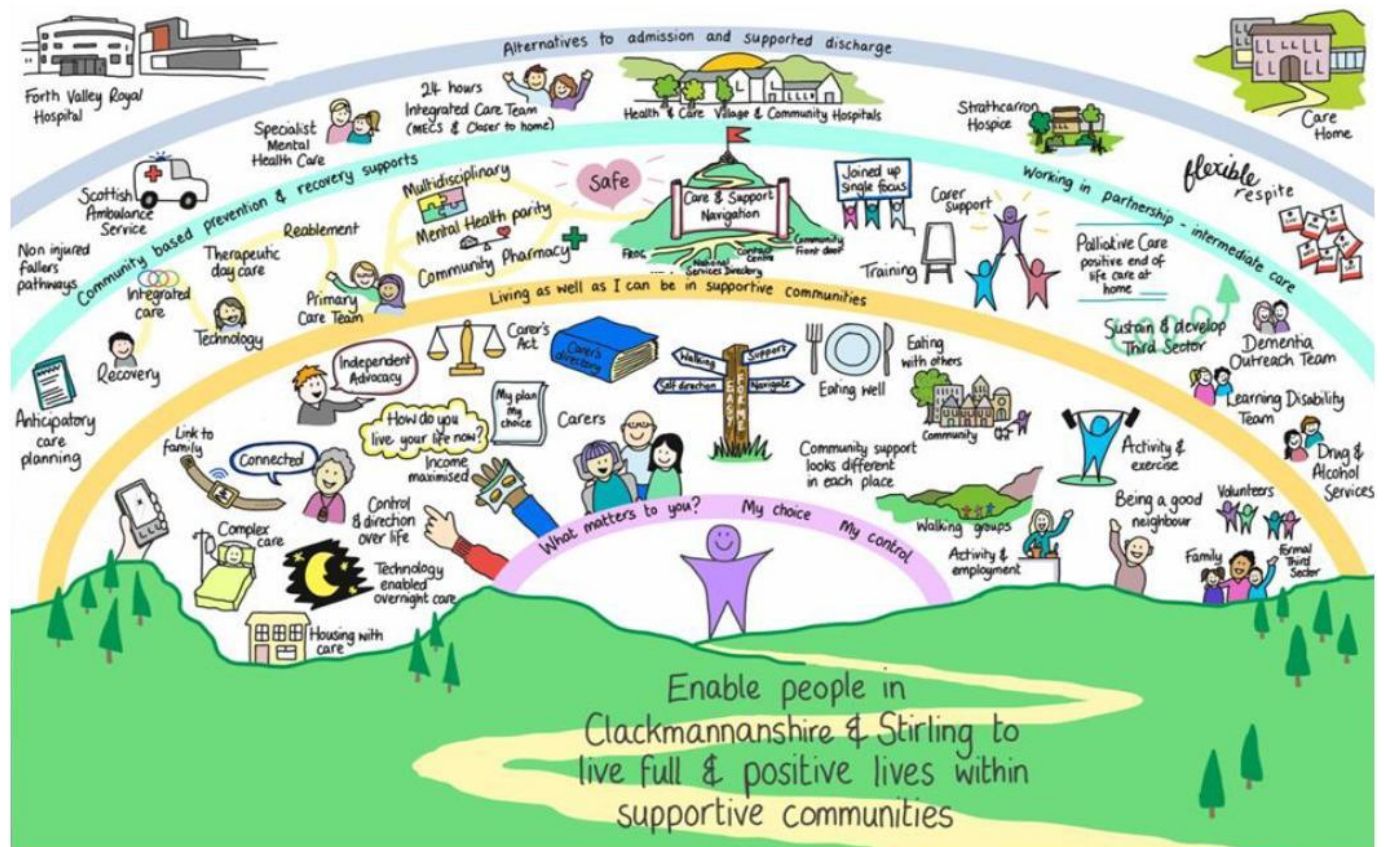 Alternatives to admission and supported discharge
Forth Valley Royal
Hospital
Specialist
Mental
Health Care
24 hours
Integrated Care Team
(MECS & Closer to home)
Health & Care Village & Community Hospitals
Strathcarron
Hospice
Care
Home
Scottish
Ambulance
Service
flexible
respite
Community based prevention & recovery supports
Working in partnership - intermediate care
Non injured
fallers
pathways
Integrated
care
Therapeutic
day care
Reablement
Multidisciplinary
Mental Health parity
Community Pharmacy
Primary
Care Team
Technology
Recovery
Anticipatory
care
planning
Safe
Care & Support
Navigation
National
Services Directory
Contact
Centre
Community
Front door
Joined up
single focus
Carer
support
Training
Palliative Care
positive end of
life care at
home
Sustain & develop
Third Sector
Dementia
Outreach Team
Learning Disability
Team
Drug &
Alcohol
Services
Living as well as I can be in supportive communities
Independent
Advocacy
Carer's
Act
Carer's
directory
My plan
My
choice
How do you
live your life now?
Carers
Walking
Support
Self direction
Navigate
Eating well
Eating
with others
Community
Community support
looks different
in each place
Activity &
exercise
Link to
family
Connected
Income
maximised
Control
& direction
over life
Complex
care
Technology
enabled
overnight care
Housing with
care
Walking groups
Activity &
employment
Being a good
neighbour
Volunteers
Family
Formal
Third
Sector
What matters to you? My choice My control
Enable people in
Clackmannanshire & Stirling to
live full & positive lives within
supportive communities